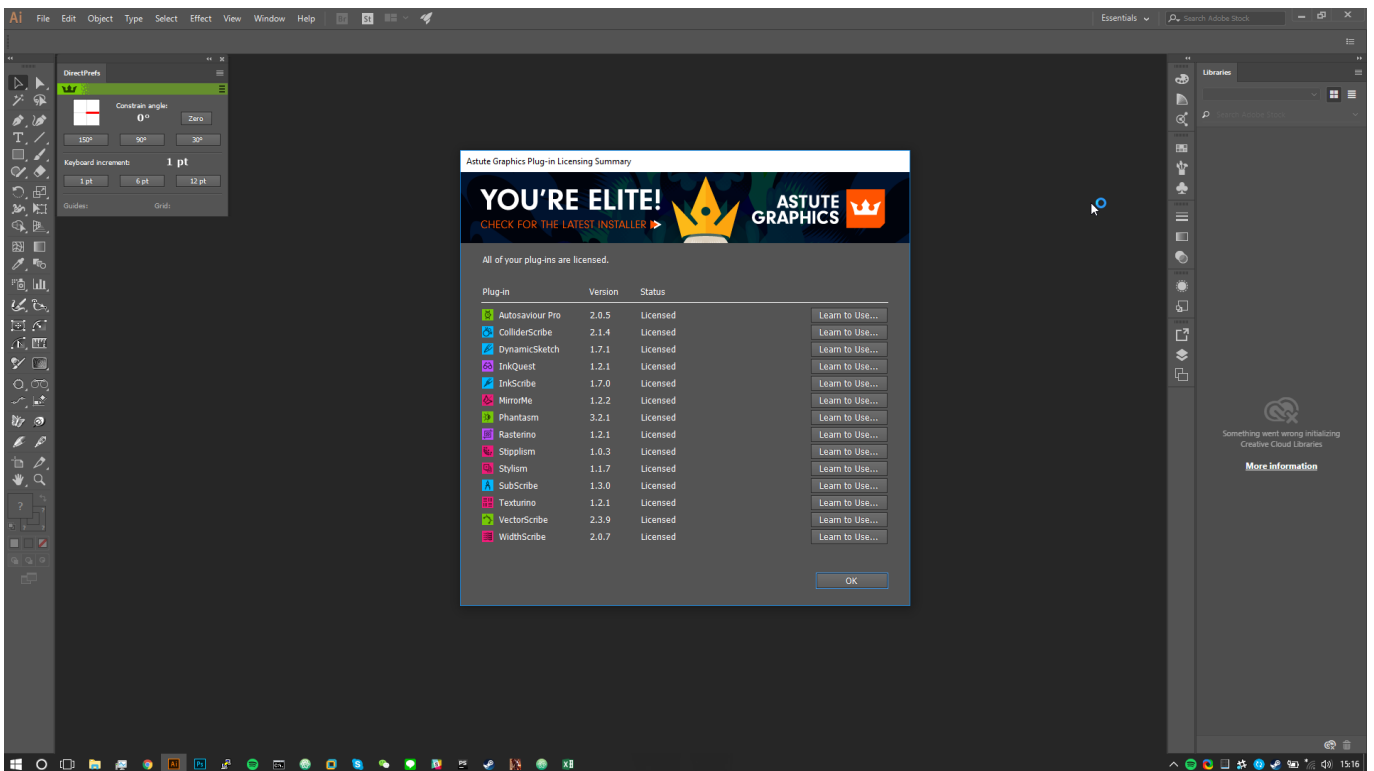 Ai File Edit Object Type Select Effect View Window Help Br St Essentials Search Adobe Stock
DirectPrefs
Constrain angle:
0° Zero
150° 90° 30°
Keyboard increment: 1 pt
1 pt 6 pt 12 pt
Guides: Grid:
Libraries
Search Adobe Stock
Astute Graphics Plug-in Licensing Summary
YOU'RE ELITE!
CHECK FOR THE LATEST INSTALLER
ASTUTE
GRAPHICS
All of your plug-ins are licensed.
Plug-in Version Status
Autosaviour Pro 2.0.5 Licensed Learn to Use...
ColliderScribe 2.1.4 Licensed Learn to Use...
DynamicSketch 1.7.1 Licensed Learn to Use...
InkQuest 1.2.1 Licensed Learn to Use...
InkScribe 1.7.0 Licensed Learn to Use...
MirrorMe 1.2.2 Licensed Learn to Use...
Phantasm 3.2.1 Licensed Learn to Use...
Rasterino 1.2.1 Licensed Learn to Use...
Stipplism 1.0.3 Licensed Learn to Use...
Stylism 1.1.7 Licensed Learn to Use...
SubScribe 1.3.0 Licensed Learn to Use...
Texturino 1.2.1 Licensed Learn to Use...
VectorScribe 2.3.9 Licensed Learn to Use...
WidthScribe 2.0.7 Licensed Learn to Use...
OK
Something went wrong initializing
Creative Cloud Libraries
More information
15:16